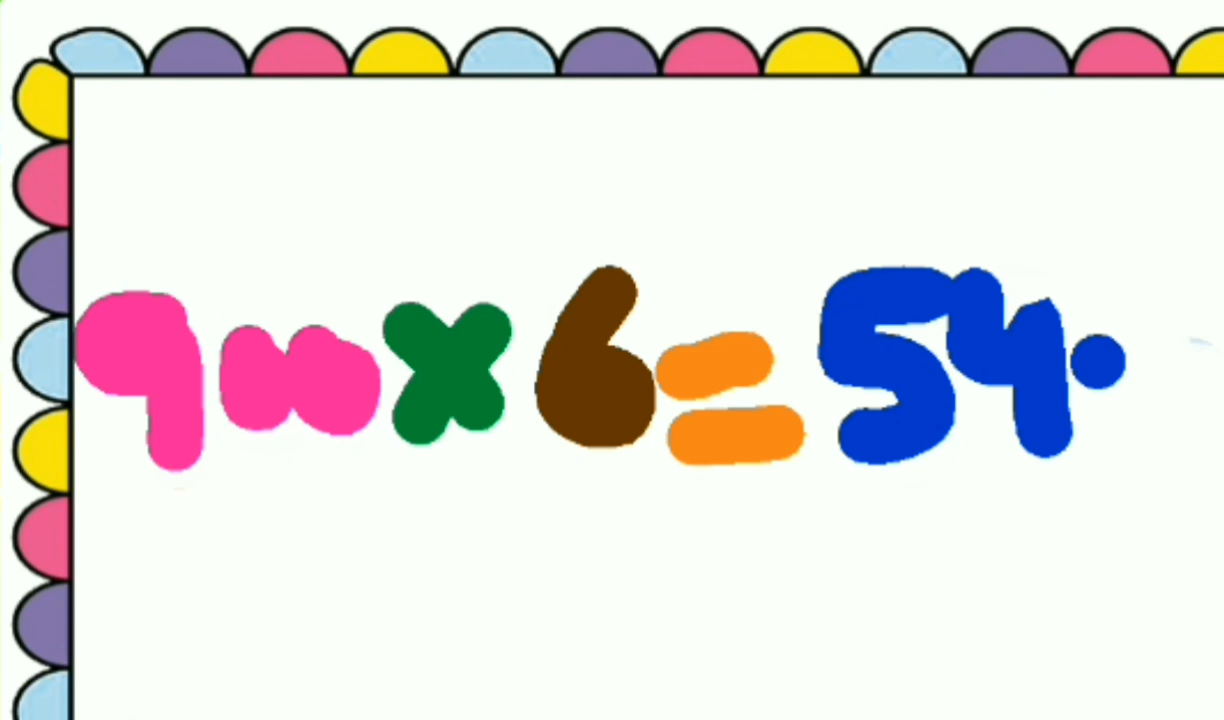 9 x 6 = 54.